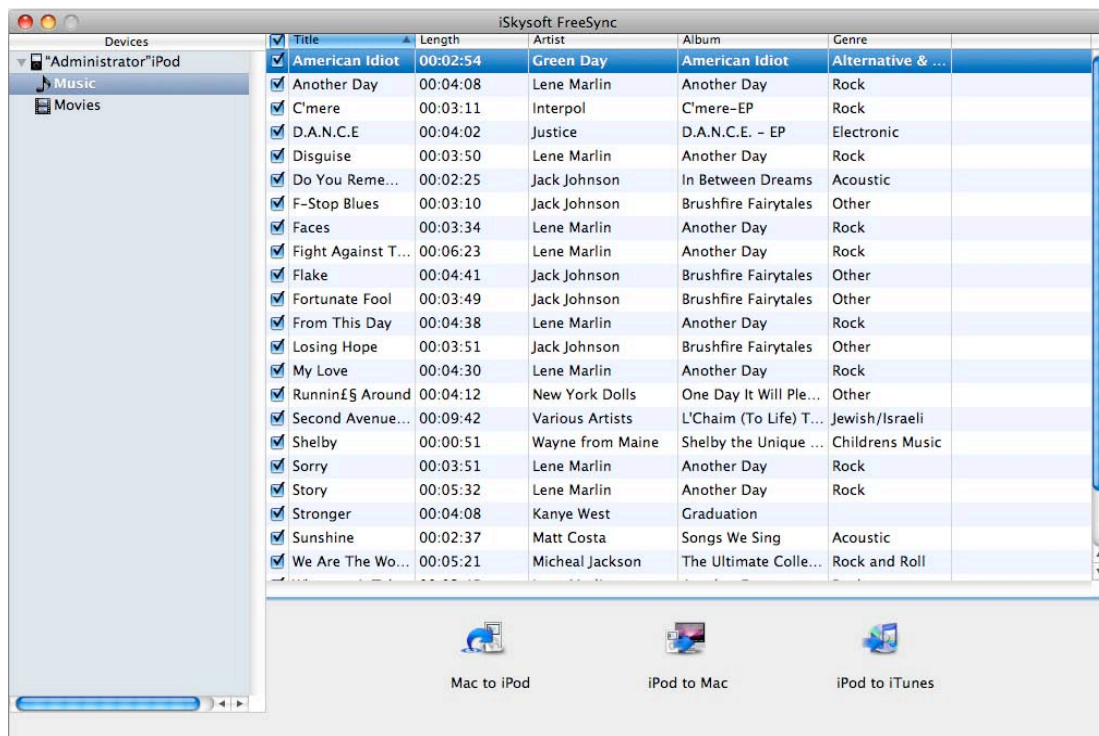 iSkysoft FreeSync
Devices
Title Length Artist Album Genre
"Administrator"iPod
Music
Movies
American Idiot 00:02:54 Green Day American Idiot Alternative & ...
Another Day 00:04:08 Lene Marlin Another Day Rock
C'mere 00:03:11 Interpol C'mere-EP Rock
D.A.N.C.E 00:04:02 Justice D.A.N.C.E. – EP Electronic
Disguise 00:03:50 Lene Marlin Another Day Rock
Do You Reme... 00:02:25 Jack Johnson In Between Dreams Acoustic
F-Stop Blues 00:03:10 Jack Johnson Brushfire Fairytales Other
Faces 00:03:34 Lene Marlin Another Day Rock
Fight Against T... 00:06:23 Lene Marlin Another Day Rock
Flake 00:04:41 Jack Johnson Brushfire Fairytales Other
Fortunate Fool 00:03:49 Jack Johnson Brushfire Fairytales Other
From This Day 00:04:38 Lene Marlin Another Day Rock
Losing Hope 00:03:51 Jack Johnson Brushfire Fairytales Other
My Love 00:04:30 Lene Marlin Another Day Rock
Runnin£§ Around 00:04:12 New York Dolls One Day It Will Ple... Other
Second Avenue... 00:09:42 Various Artists L'Chaim (To Life) T... Jewish/Israeli
Shelby 00:00:51 Wayne from Maine Shelby the Unique ... Childrens Music
Sorry 00:03:51 Lene Marlin Another Day Rock
Story 00:05:32 Lene Marlin Another Day Rock
Stronger 00:04:08 Kanye West Graduation
Sunshine 00:02:37 Matt Costa Songs We Sing Acoustic
We Are The Wo... 00:05:21 Micheal Jackson The Ultimate Colle... Rock and Roll
Mac to iPod
iPod to Mac
iPod to iTunes